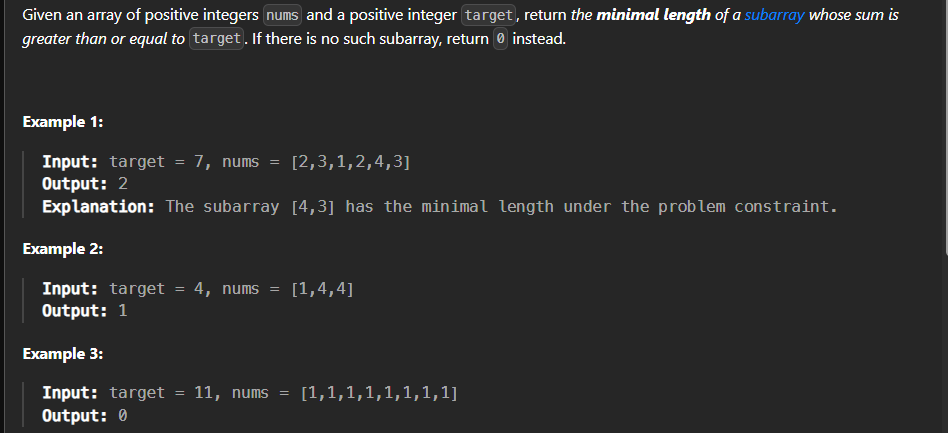 Given an array of positive integers nums and a positive integer target, return the minimal length of a subarray whose sum is
greater than or equal to target. If there is no such subarray, return 0 instead.
Example 1:
Input: target = 7, nums = [2,3,1,2,4,3]
Output: 2
Explanation: The subarray [4,3] has the minimal length under the problem constraint.
Example 2:
Input: target = 4, nums = [1,4,4]
Output: 1
Example 3:
Input: target = 11, nums = [1,1,1,1,1,1,1,1]
Output: 0